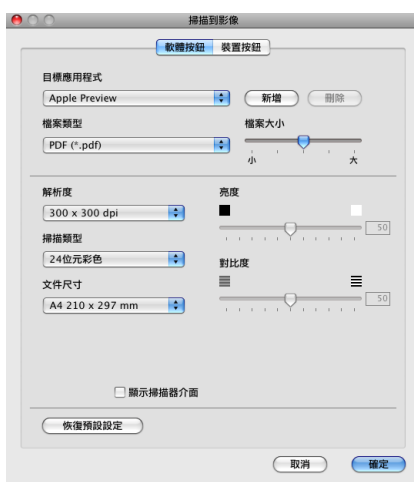 掃描到影像
軟體按鈕 裝置按鈕
目標應用程式
Apple Preview
新增 刪除
檔案類型 檔案大小
PDF (*.pdf)
小 大
解析度 亮度
300 x 300 dpi
50
掃描類型
24位元彩色
對比度
文件尺寸
50
A4 210 x 297 mm
顯示掃描器介面
恢復預設設定
取消 確定